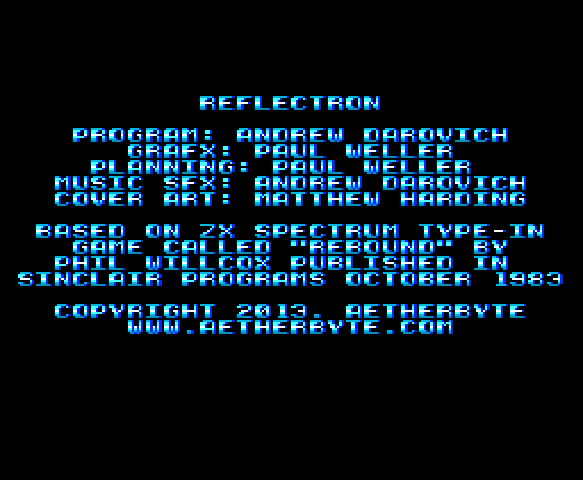 REFLECTRON
PROGRAM: ANDREW DAROVICH
GRAFX: PAUL WELLER
PLANNING: PAUL WELLER
MUSIC SFX: ANDREW DAROVICH
COVER ART: MATTHEW HARDING
BASED ON ZX SPECTRUM TYPE-IN
GAME CALLED "REBOUND" BY
PHIL WILLCOX PUBLISHED IN
SINCLAIR PROGRAMS OCTOBER 1983
COPYRIGHT 2013. AETHERBYTE
WWW.AETHERBYTE.COM